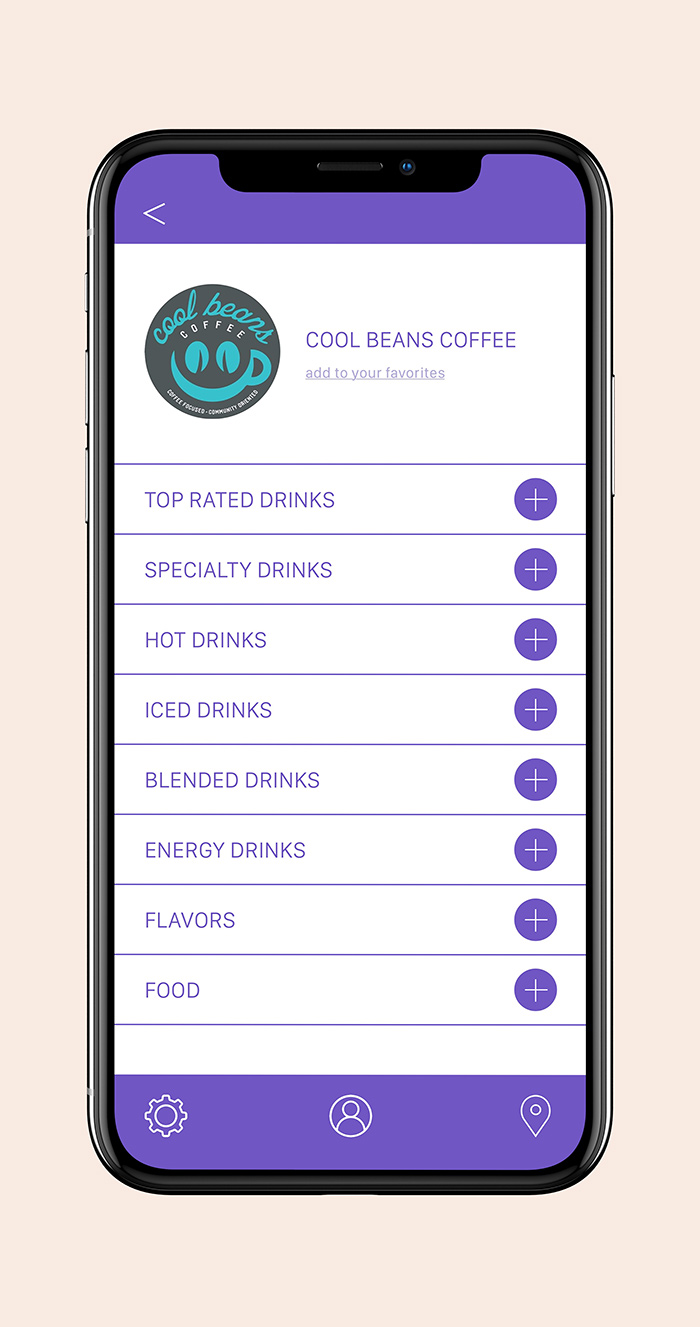 cool beans
COFFEE
COFFEE FOCUSED • COMMUNITY ORIENTED
COOL BEANS COFFEE
add to your favorites
TOP RATED DRINKS
SPECIALTY DRINKS
HOT DRINKS
ICED DRINKS
BLENDED DRINKS
ENERGY DRINKS
FLAVORS
FOOD